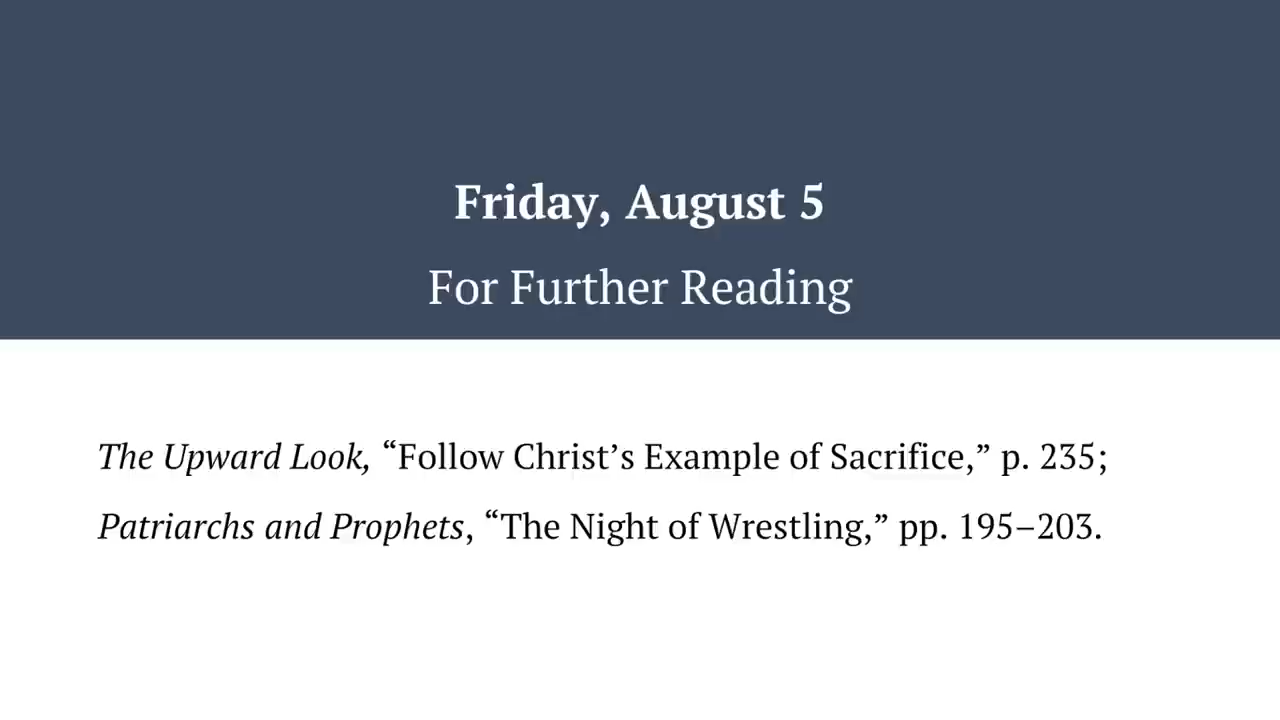 Friday, August 5
For Further Reading
The Upward Look, “Follow Christ’s Example of Sacrifice,” p. 235;
Patriarchs and Prophets, “The Night of Wrestling,” pp. 195–203.